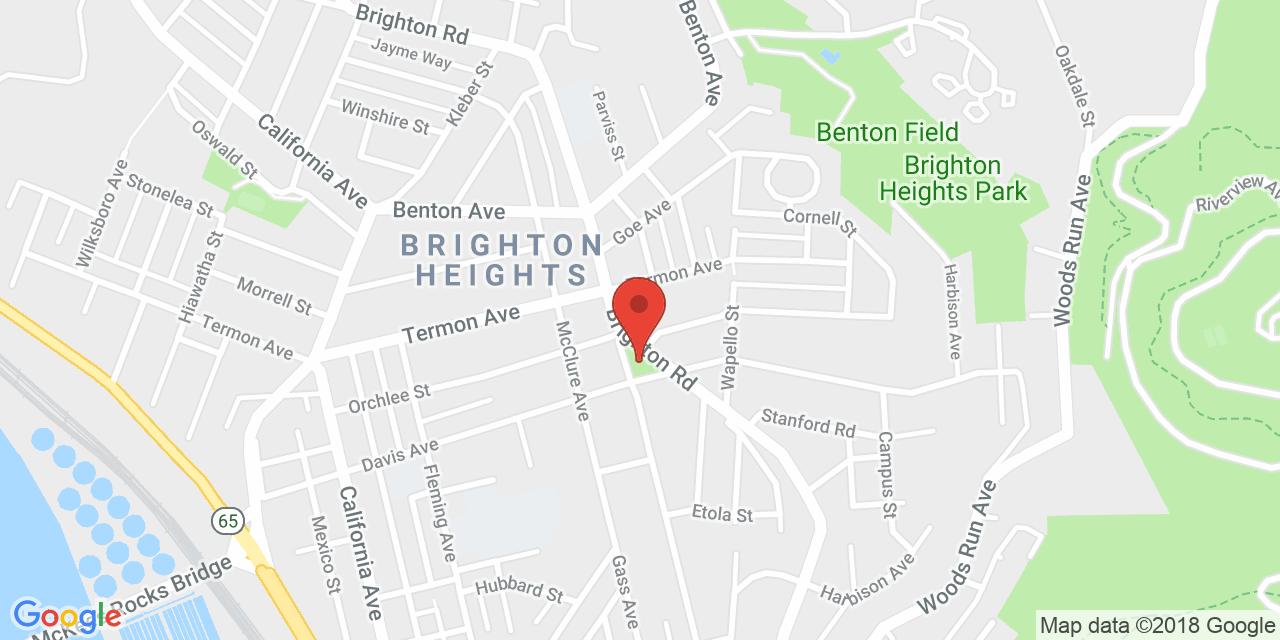 Brighton Rd
Jayme Way
Kleber St
Winshire St
Benton Ave
Parviss St
Oakdale St
California Ave
Oswald St
Benton Field
Brighton
Heights Park
Wilksboro Ave
Stonelea St
Benton Ave
Goe Ave
Cornell St
Riverview Av
Woods Run Ave
BRIGHTON
HEIGHTS
Hiawatha St
Morrell St
rmon Ave
Harbison Ave
Termon Ave
Termon Ave
Brighton Rd
Wapello St
McClure Ave
Orchlee St
Stanford Rd
Davis Ave
Campus St
Fleming Ave
65
California Ave
Mexico St
Etola St
Woods Run Ave
Harbison Ave
Hubbard St
Gass Ave
McKe
Rocks Bridge
Google
Map data ©2018 Google